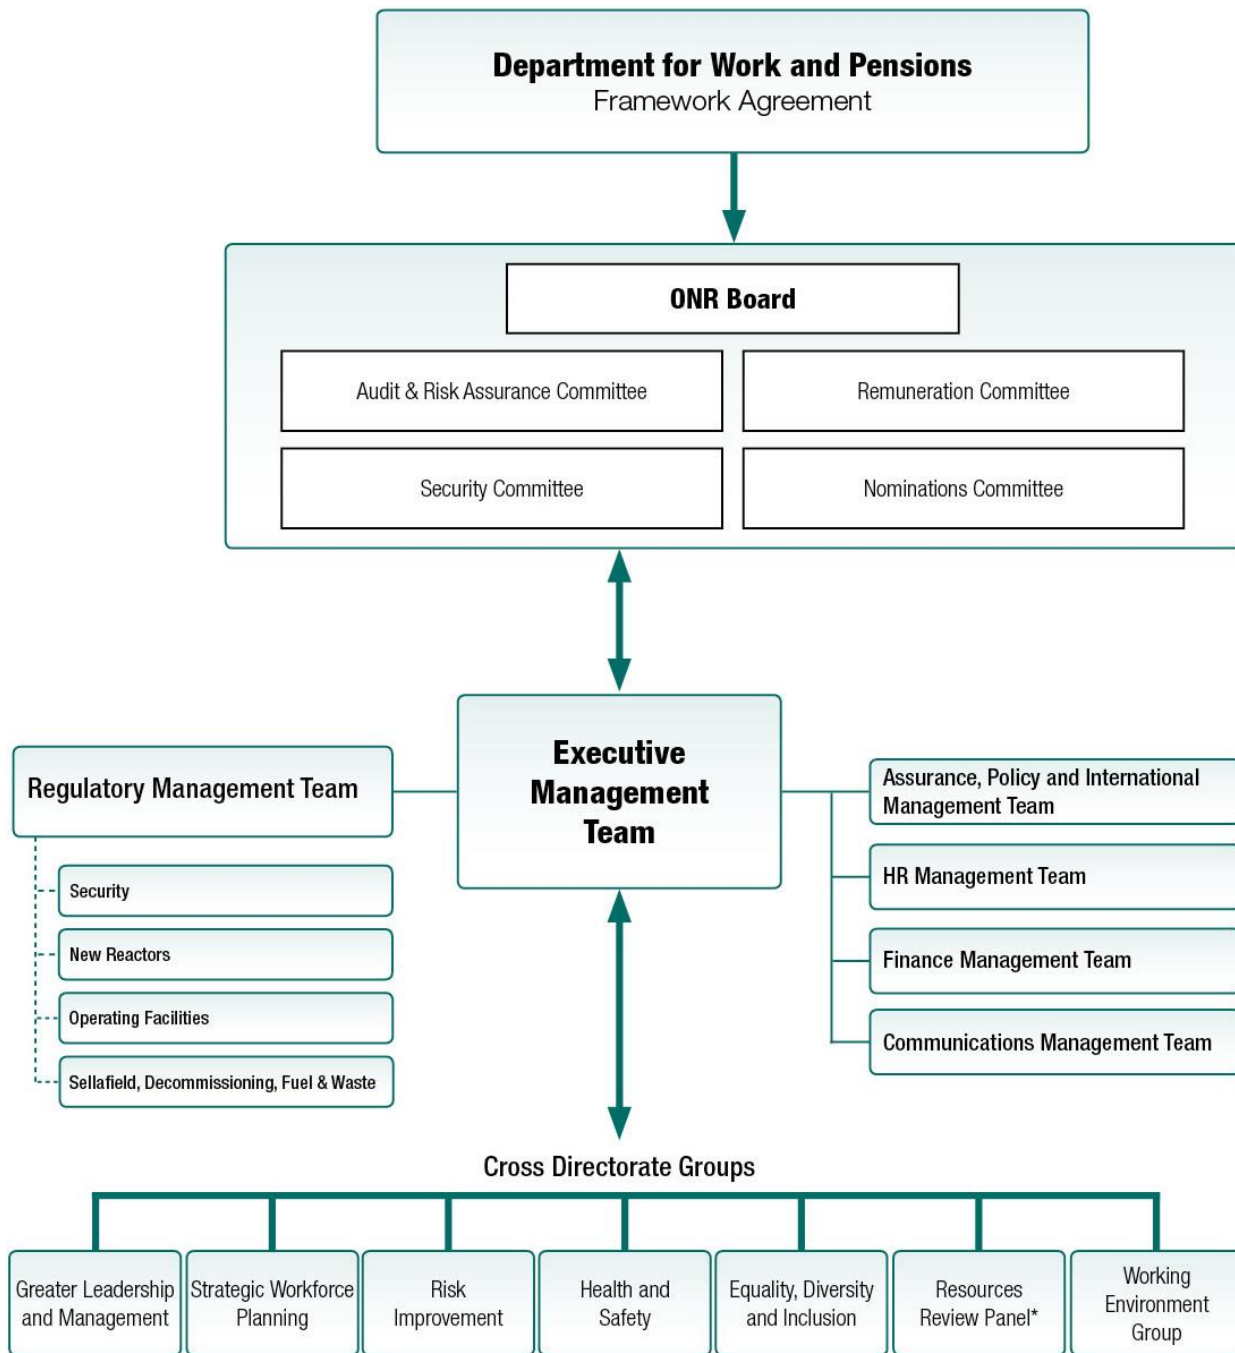 Department for Work and Pensions
Framework Agreement
ONR Board
Audit & Risk Assurance Committee
Remuneration Committee
Security Committee
Nominations Committee
Executive
Management
Team
Regulatory Management Team
Security
New Reactors
Operating Facilities
Sellafield, Decommissioning, Fuel & Waste
Assurance, Policy and International
Management Team
HR Management Team
Finance Management Team
Communications Management Team
Cross Directorate Groups
Greater Leadership
and Management
Strategic Workforce
Planning
Risk
Improvement
Health and
Safety
Equality, Diversity
and Inclusion
Resources
Review Panel*
Working
Environment
Group